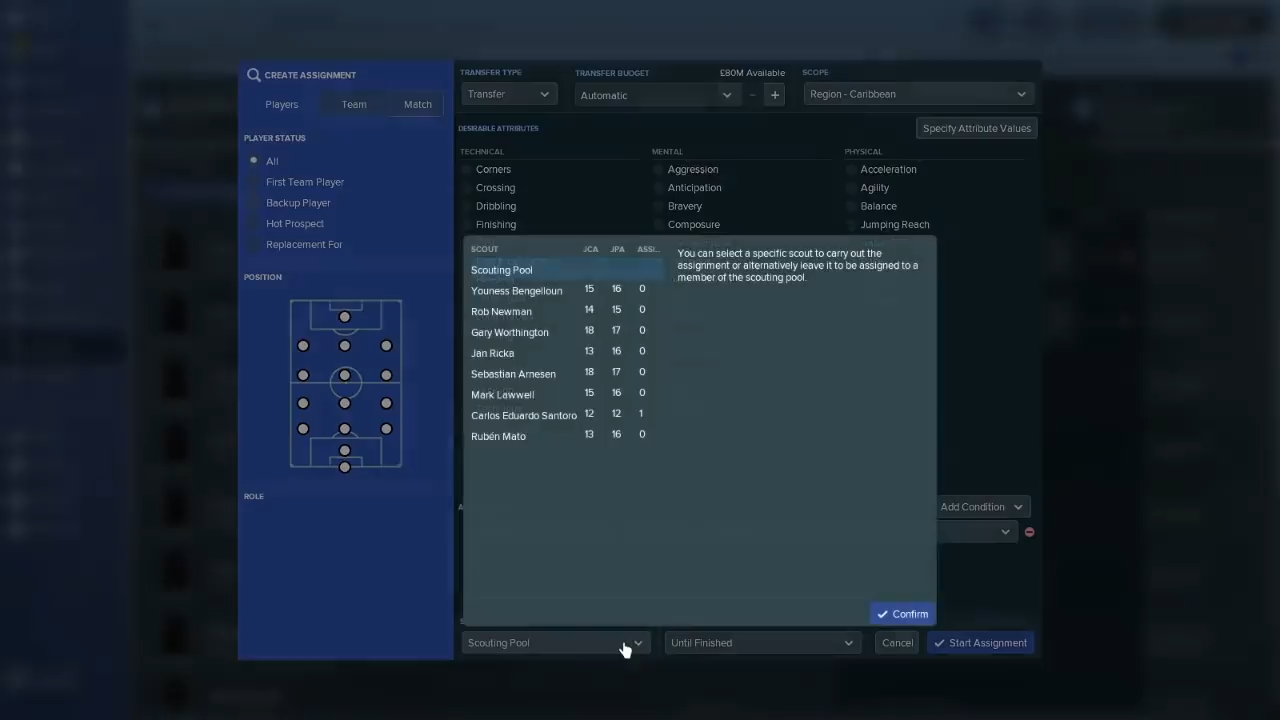 CREATE ASSIGNMENT
Players Team Match
PLAYER STATUS
All
First Team Player
Backup Player
Hot Prospect
Replacement For
POSITION
ROLE
TRANSFER TYPE
Transfer
TRANSFER BUDGET £80M Available
Automatic
SCOPE
Region - Caribbean
DESIRABLE ATTRIBUTES
Specify Attribute Values
TECHNICAL MENTAL PHYSICAL
Corners Aggression Acceleration
Crossing Anticipation Agility
Dribbling Bravery Balance
Finishing Composure Jumping Reach
SCOUT JCA JPA ASSI...
Scouting Pool
Youness Bengelloun 15 16 0
Rob Newman 14 15 0
Gary Worthington 18 17 0
Jan Ricka 13 16 0
Sebastian Arnesen 18 17 0
Mark Lawwell 15 16 0
Carlos Eduardo Santoro 12 12 1
Rubén Mato 13 16 0
You can select a specific scout to carry out the
assignment or alternatively leave it to be assigned to a
member of the scouting pool.
Add Condition
Confirm
Scouting Pool Until Finished Cancel Start Assignment